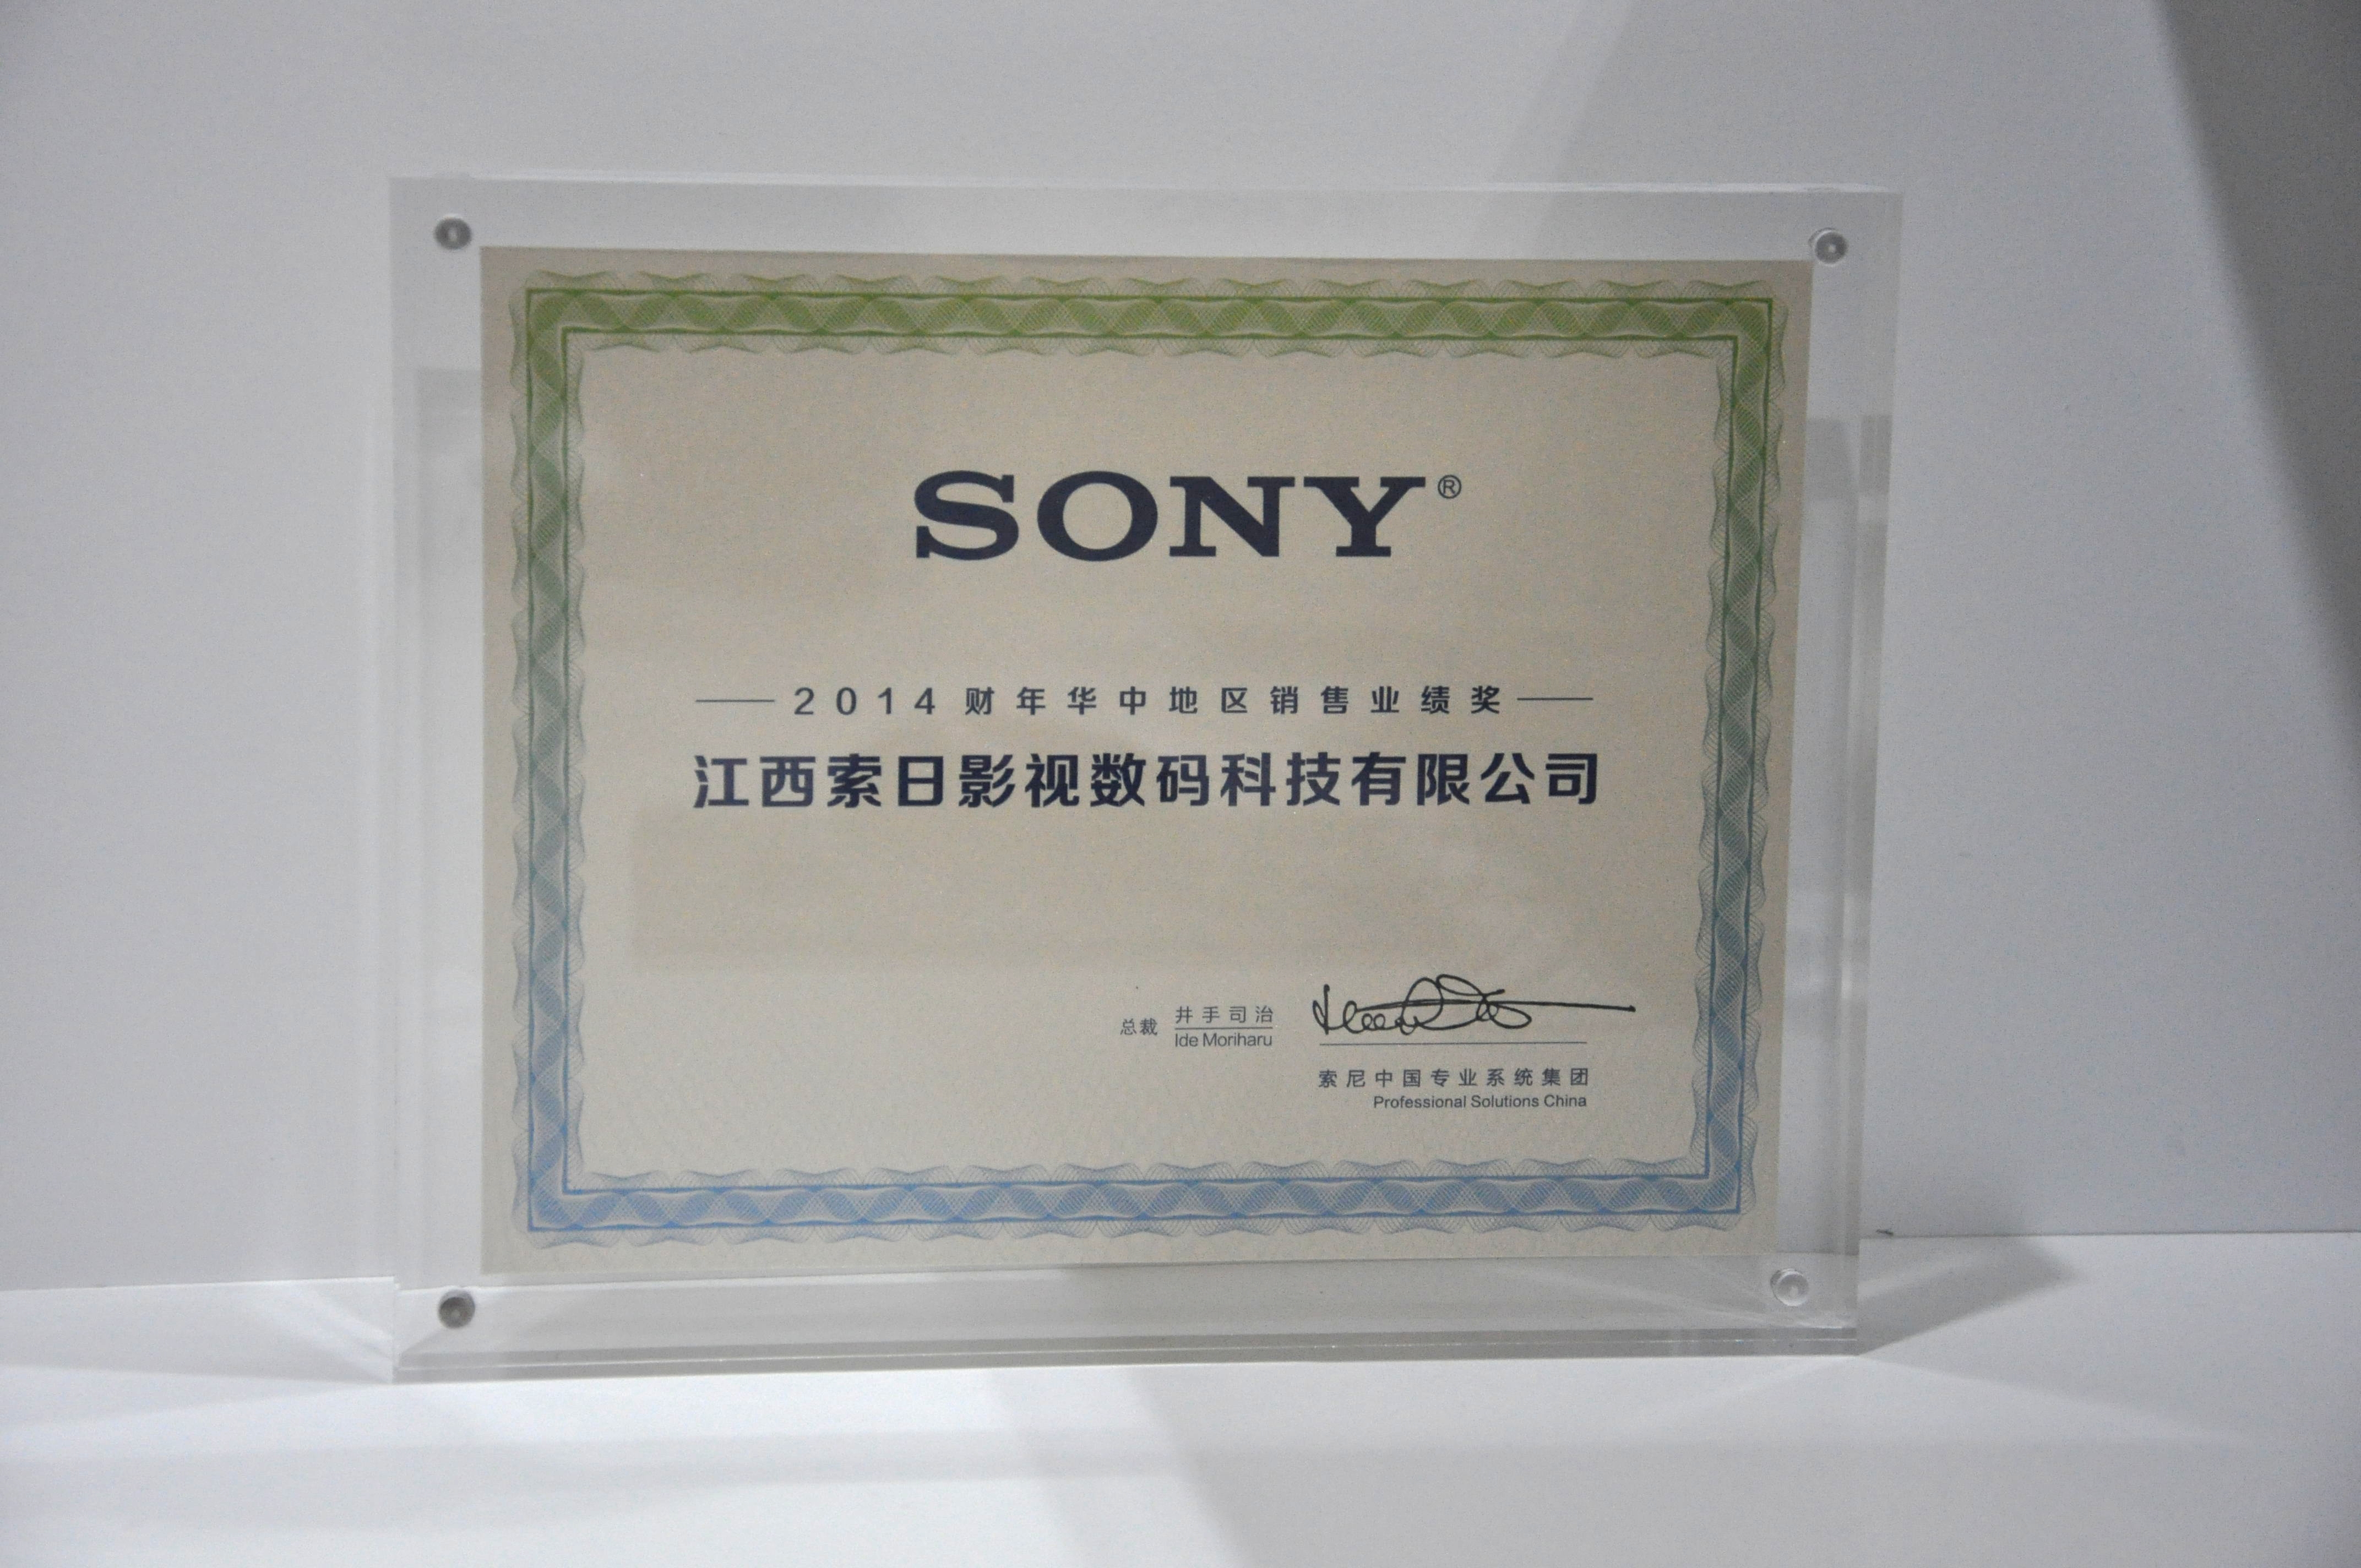 SONY®
2014财年华中地区销售业绩奖
江西索日影视数码科技有限公司
总裁 井手司治
Ide Moriharu
索尼中国专业系统集团
Professional Solutions China